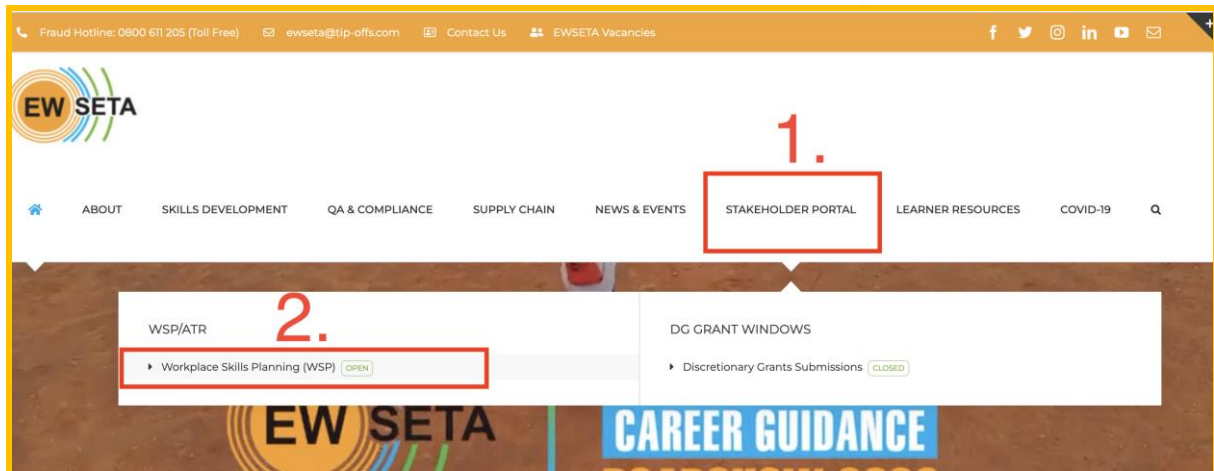 Fraud Hotline: 0800 611 205 (Toll Free) ewseta@tip-offs.com Contact Us EWSETA Vacancies
EW SETA
1.
ABOUT SKILLS DEVELOPMENT QA & COMPLIANCE SUPPLY CHAIN NEWS & EVENTS STAKEHOLDER PORTAL LEARNER RESOURCES COVID-19
2.
WSP/ATR DG GRANT WINDOWS
Workplace Skills Planning (WSP) OPEN Discretionary Grants Submissions CLOSED
EW SETA CAREER GUIDANCE